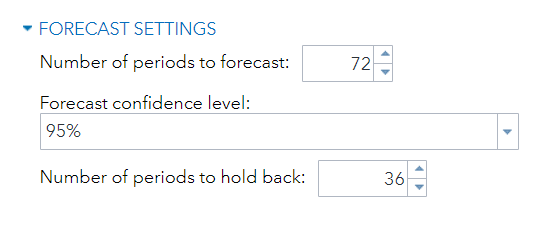 FORECAST SETTINGS
Number of periods to forecast: 72
Forecast confidence level:
95%
Number of periods to hold back: 36